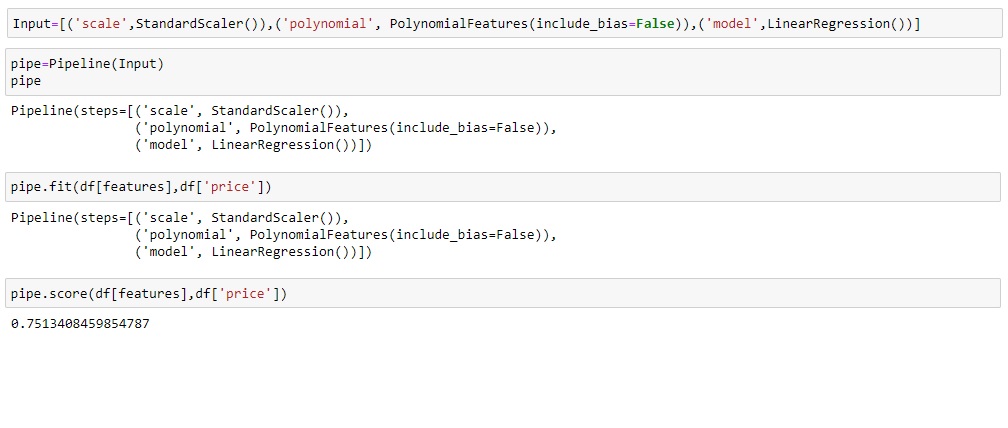 Input=[('scale',StandardScaler()),('polynomial', PolynomialFeatures(include_bias=False)),('model',LinearRegression())]
pipe=Pipeline(Input)
pipe
Pipeline(steps=[('scale', StandardScaler()),
                ('polynomial', PolynomialFeatures(include_bias=False)),
                ('model', LinearRegression())])
pipe.fit(df[features],df['price'])
Pipeline(steps=[('scale', StandardScaler()),
                ('polynomial', PolynomialFeatures(include_bias=False)),
                ('model', LinearRegression())])
pipe.score(df[features],df['price'])
0.7513408459854787